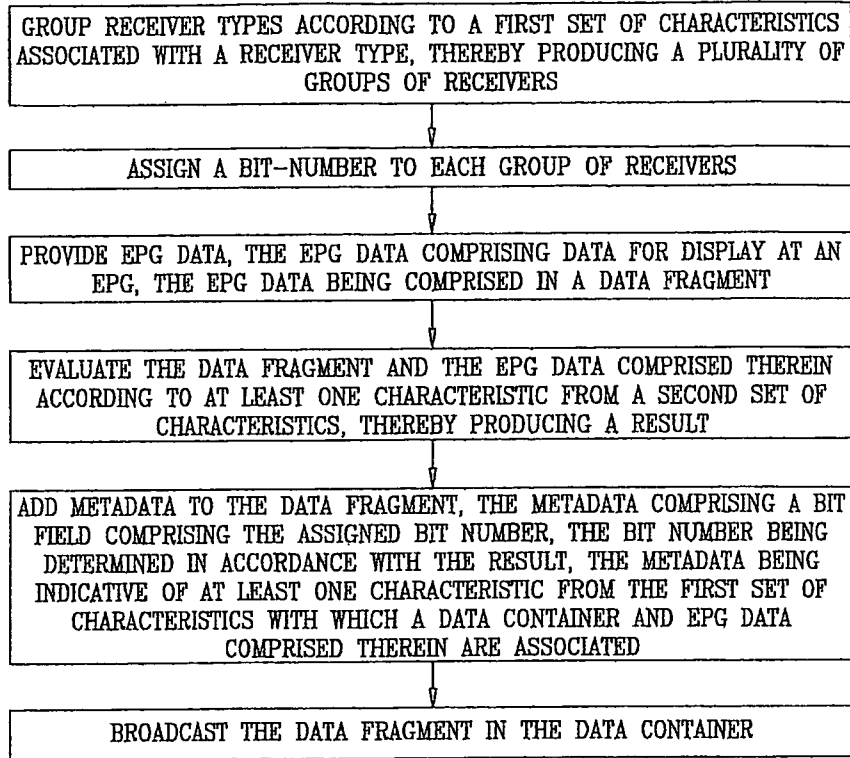 GROUP RECEIVER TYPES ACCORDING TO A FIRST SET OF CHARACTERISTICS
ASSOCIATED WITH A RECEIVER TYPE, THEREBY PRODUCING A PLURALITY OF
GROUPS OF RECEIVERS
ASSIGN A BIT-NUMBER TO EACH GROUP OF RECEIVERS
PROVIDE EPG DATA, THE EPG DATA COMPRISING DATA FOR DISPLAY AT AN
EPG, THE EPG DATA BEING COMPRISED IN A DATA FRAGMENT
EVALUATE THE DATA FRAGMENT AND THE EPG DATA COMPRISED THEREIN
ACCORDING TO AT LEAST ONE CHARACTERISTIC FROM A SECOND SET OF
CHARACTERISTICS, THEREBY PRODUCING A RESULT
ADD METADATA TO THE DATA FRAGMENT, THE METADATA COMPRISING A BIT
FIELD COMPRISING THE ASSIGNED BIT NUMBER, THE BIT NUMBER BEING
DETERMINED IN ACCORDANCE WITH THE RESULT, THE METADATA BEING
INDICATIVE OF AT LEAST ONE CHARACTERISTIC FROM THE FIRST SET OF
CHARACTERISTICS WITH WHICH A DATA CONTAINER AND EPG DATA
COMPRISED THEREIN ARE ASSOCIATED
BROADCAST THE DATA FRAGMENT IN THE DATA CONTAINER